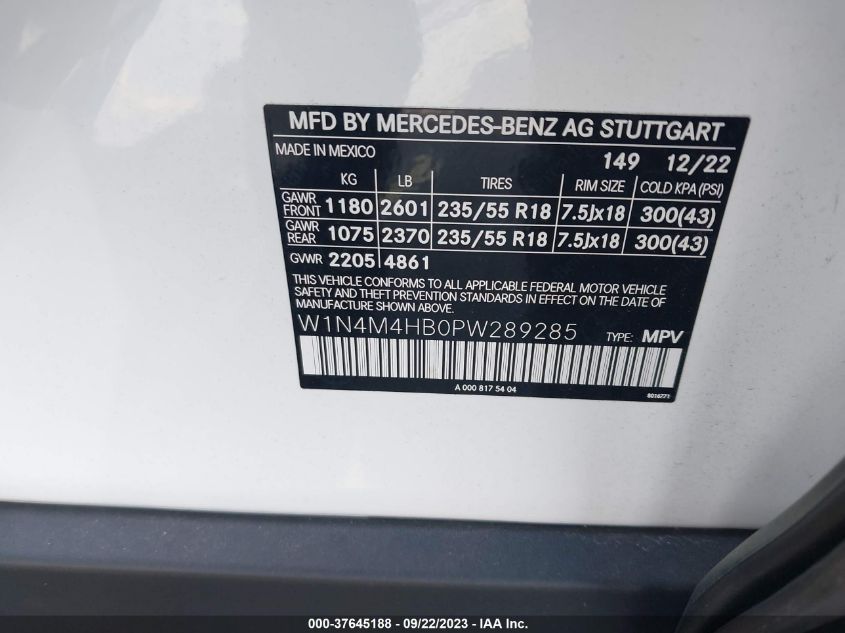 MFD BY MERCEDES-BENZ AG STUTTGART
MADE IN MEXICO 149 12/22
KG LB TIRES RIM SIZE COLD KPA (PSI)
GAWR FRONT 1180 2601 235/55 R18 7.5Jx18 300(43)
GAWR REAR 1075 2370 235/55 R18 7.5Jx18 300(43)
GVWR 2205 4861
THIS VEHICLE CONFORMS TO ALL APPLICABLE FEDERAL MOTOR VEHICLE
SAFETY AND THEFT PREVENTION STANDARDS IN EFFECT ON THE DATE OF
MANUFACTURE SHOWN ABOVE.
W1N4M4HB0PW289285 TYPE: MPV
A 000 817 54 04 8016771
000-37645188 - 09/22/2023 - IAA Inc.